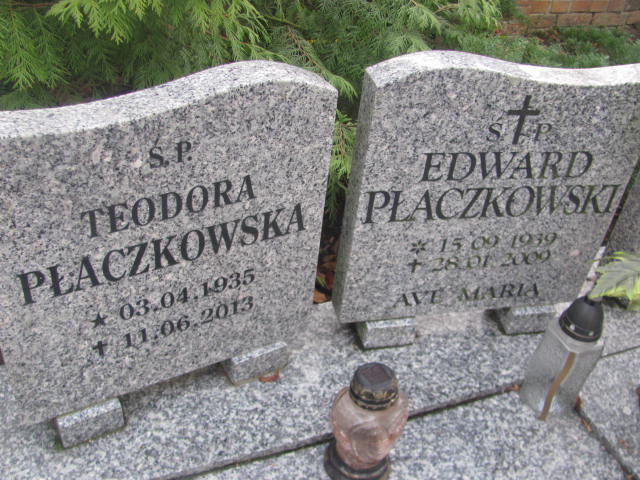 Ś.P.
TEODORA
PŁACZKOWSKA
★ 03.04.1935
✝ 11.06.2013
Ś.✝P.
EDWARD
PŁACZKOWSKI
✲ 15.09.1939
✝ 28.01.2009
AVE MARIA